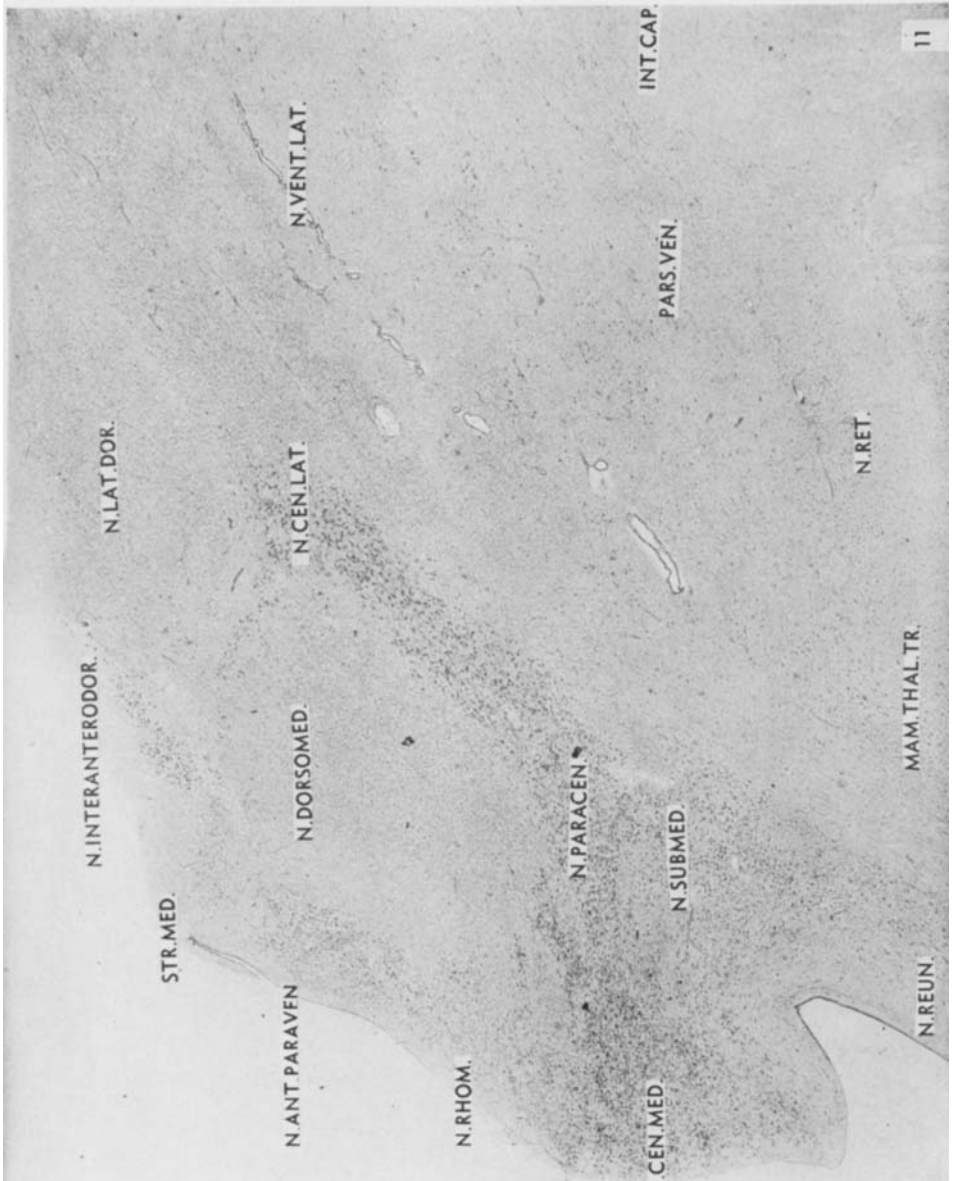 N.INTERANTERODOR.
N.LAT.DOR.
STR.MED.
N.ANT.PARAVEN
N.DORSOMED.
N.CEN.LAT.
N.VENT.LAT.
N.RHOM.
N.PARACEN.
CEN.MED.
N.SUBMED.
PARS.VEN.
INT.CAP.
N.RET.
N.REUN.
MAM.THAL.TR.
11